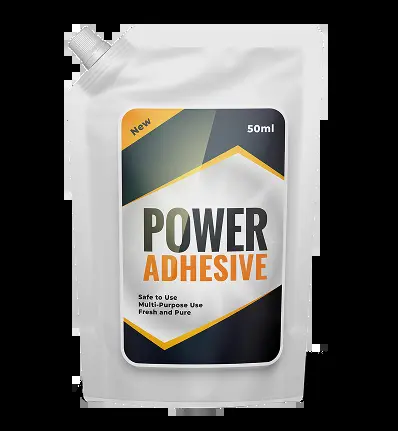 New
50ml
POWER
ADHESIVE
Safe to Use
Multi-Purpose Use
Fresh and Pure